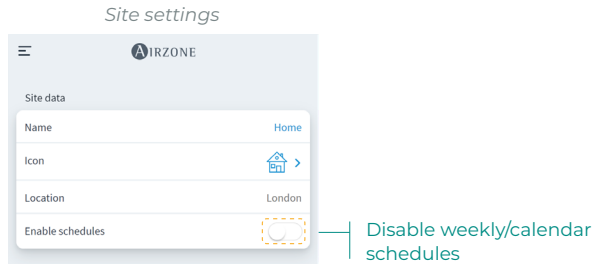 Site settings
AIRZONE
Site data
Name Home
Icon
Location London
Enable schedules
Disable weekly/calendar
schedules